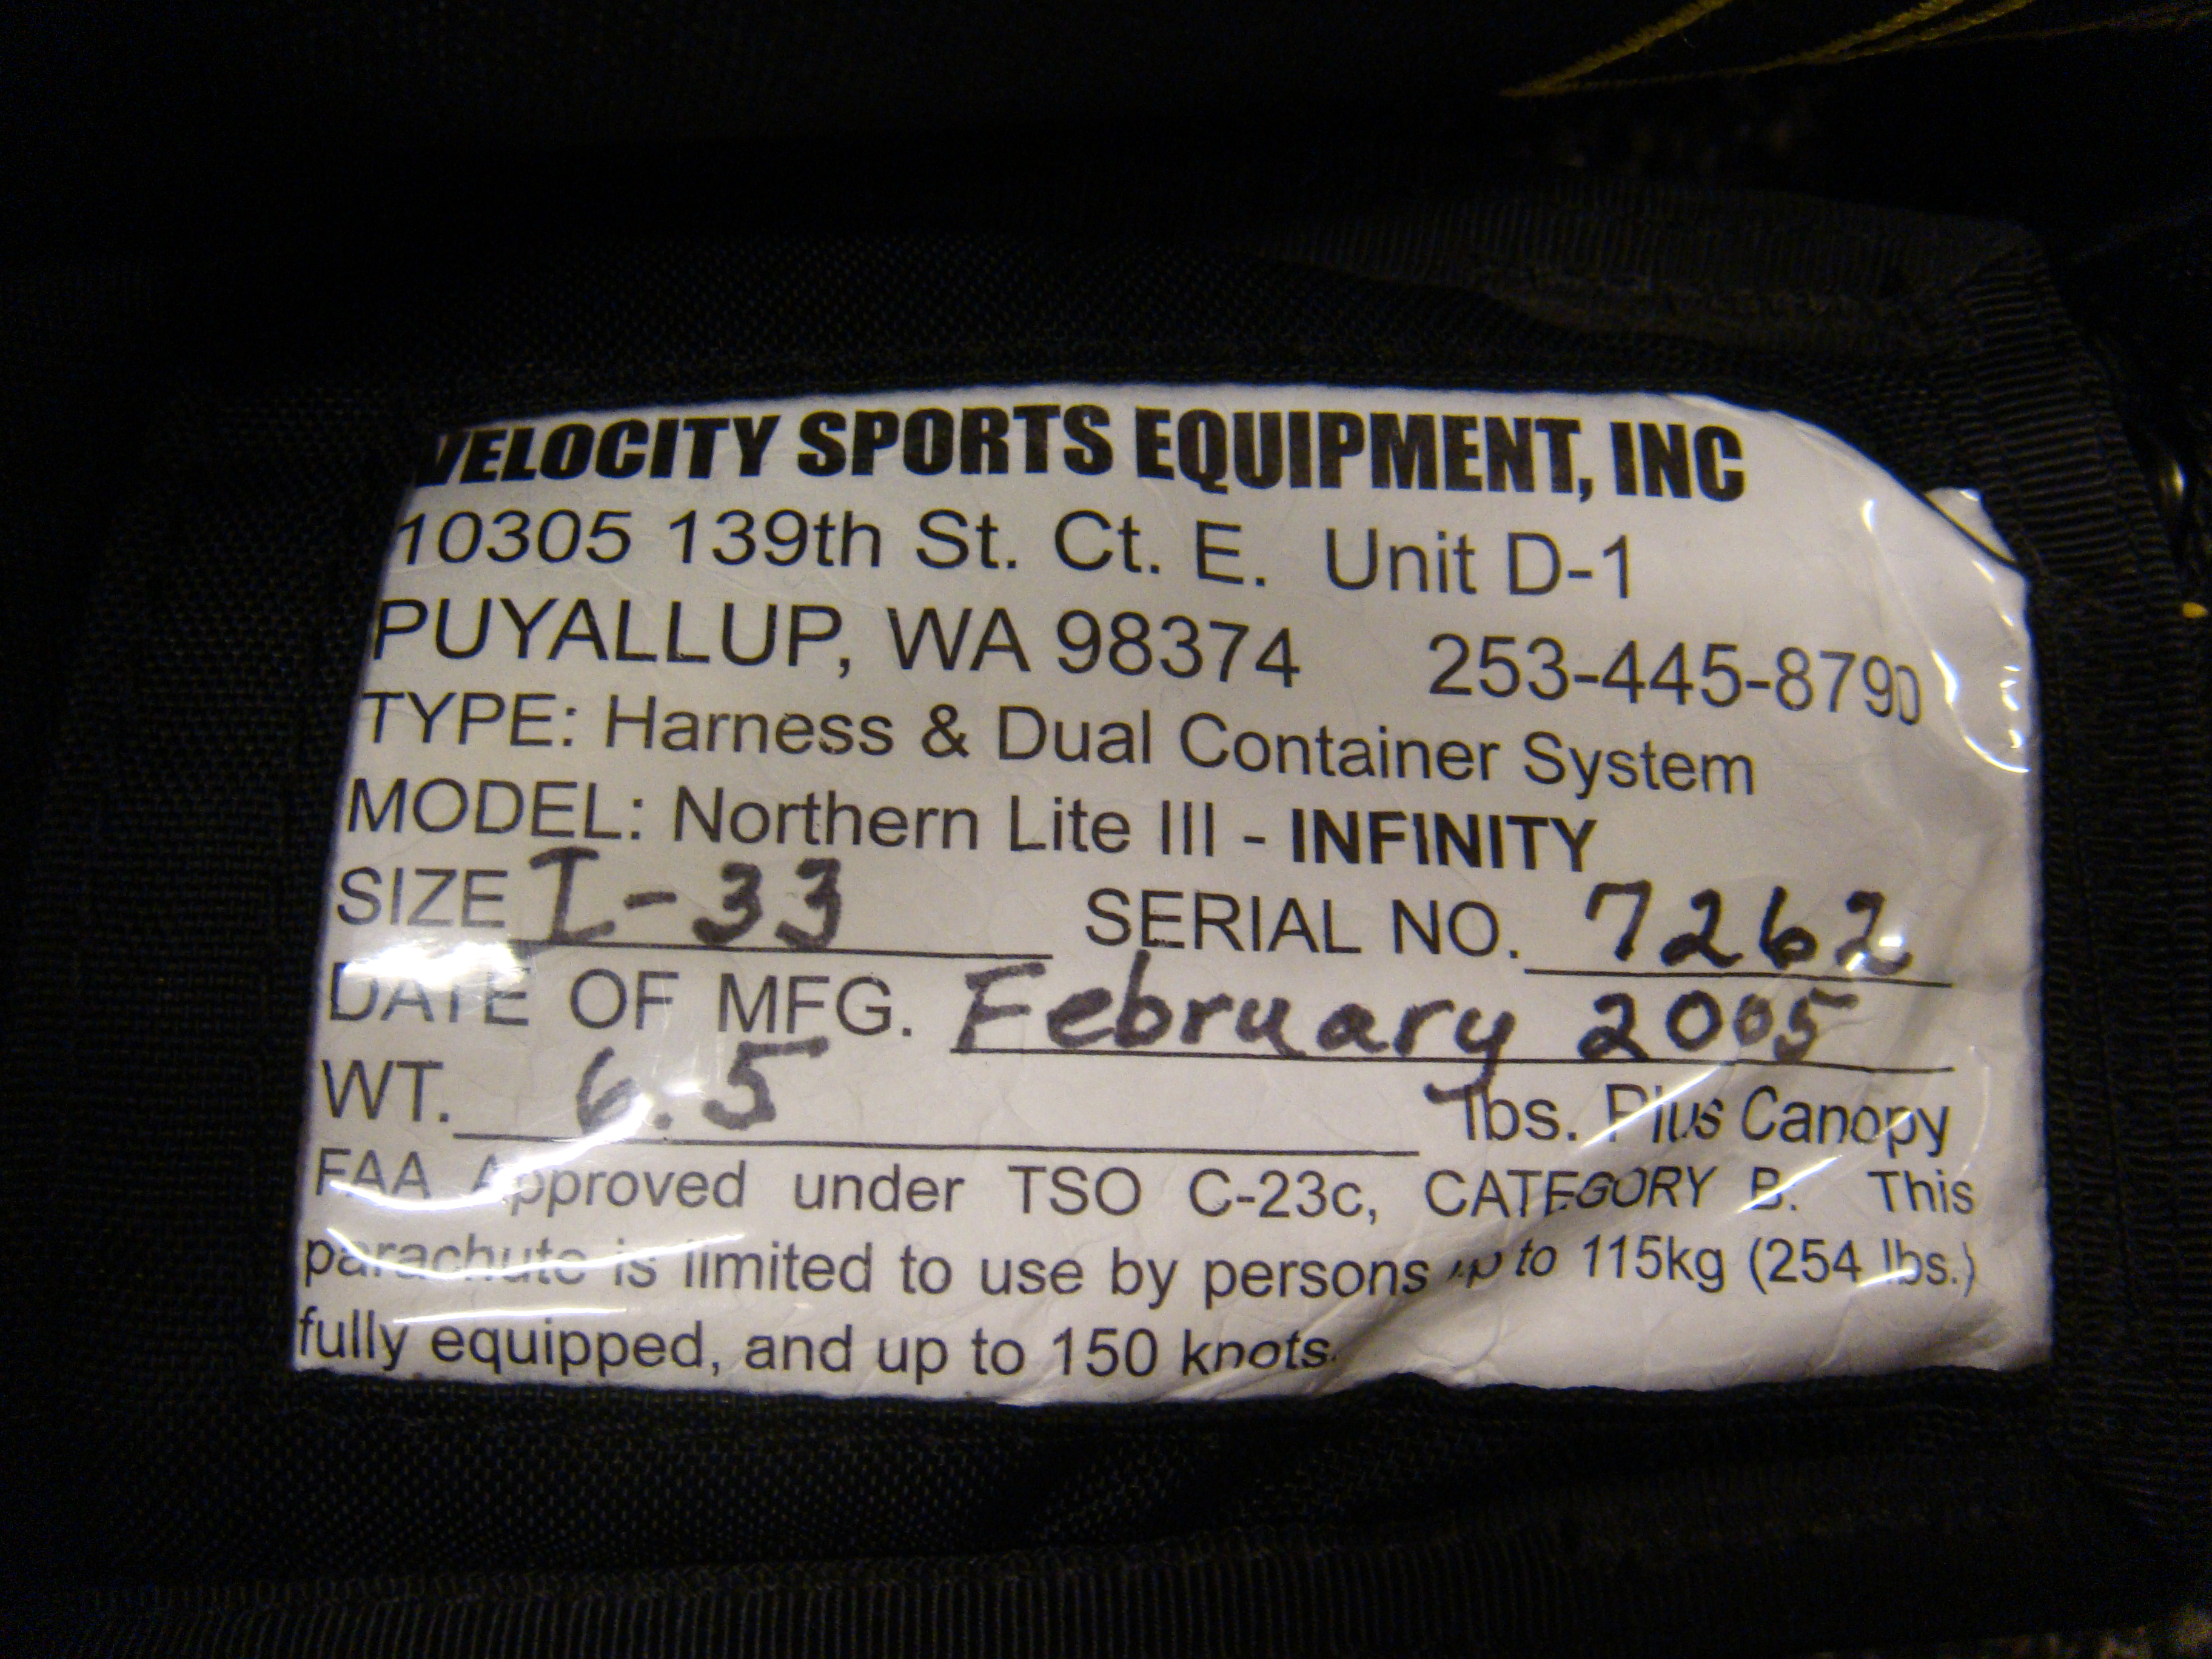 VELOCITY SPORTS EQUIPMENT, INC
10305 139th St. Ct. E. Unit D-1
PUYALLUP, WA 98374 253-445-8790
TYPE: Harness & Dual Container System
MODEL: Northern Lite III - INFINITY
SIZE I-33 SERIAL NO. 7262
DATE OF MFG. February 2005
WT. 6.5 lbs. Plus Canopy
FAA Approved under TSO C-23c, CATEGORY B. This
parachute is limited to use by persons up to 115kg (254 lbs.)
fully equipped, and up to 150 knots.